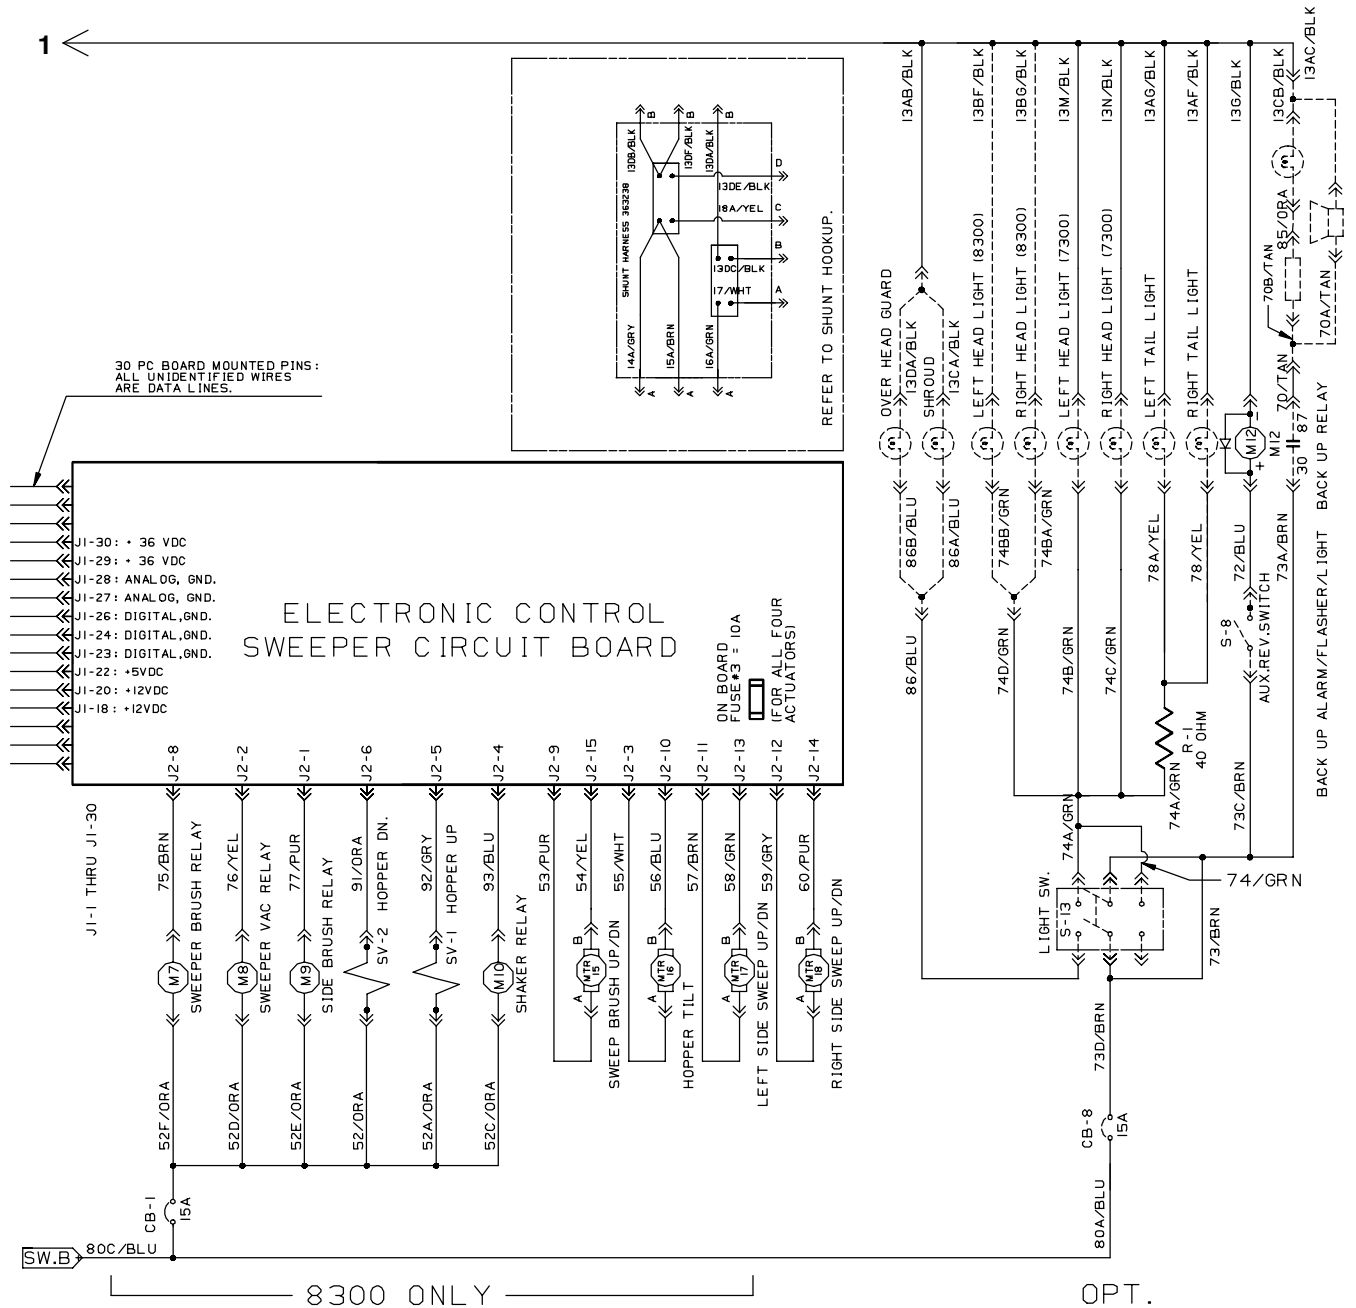 1
13AB/BLK
13BF/BLK
13BG/BLK
13M/BLK
13N/BLK
13AG/BLK
13AF/BLK
13G/BLK
13CB/BLK
13AC/BLK
B
B
B
13DB/BLK
13DF/BLK
13DA/BLK
D
13DE/BLK
18A/YEL
C
SHUNT HARNESS 363238
B
13DC/BLK
17/WHT
A
14A/GRY
15A/BRN
16A/GRN
A
A
A
REFER TO SHUNT HOOKUP.
OVER HEAD GUARD
13DA/BLK
SHROUD
13CA/BLK
LEFT HEAD LIGHT (8300)
RIGHT HEAD LIGHT (8300)
LEFT HEAD LIGHT (7300)
RIGHT HEAD LIGHT (7300)
LEFT TAIL LIGHT
RIGHT TAIL LIGHT
85/ORA
70B/TAN
70A/TAN
70/TAN
BACK UP ALARM/FLASHER/LIGHT BACK UP RELAY
M12
-
+
M12
30
87
86B/BLU
86A/BLU
74BB/GRN
74BA/GRN
78A/YEL
78/YEL
72/BLU
73A/BRN
S-8
AUX.REV.SWITCH
86/BLU
74D/GRN
74B/GRN
74C/GRN
R-1
40 OHM
74A/GRN
73C/BRN
74A/GRN
74/GRN
LIGHT SW.
S-13
73/BRN
73D/BRN
CB-8
15A
80A/BLU
30 PC BOARD MOUNTED PINS:
ALL UNIDENTIFIED WIRES
ARE DATA LINES.
J1-30: + 36 VDC
J1-29: + 36 VDC
J1-28: ANALOG, GND.
J1-27: ANALOG, GND.
J1-26: DIGITAL,GND.
J1-24: DIGITAL,GND.
J1-23: DIGITAL,GND.
J1-22: +5VDC
J1-20: +12VDC
J1-18: +12VDC
ELECTRONIC CONTROL
SWEEPER CIRCUIT BOARD
ON BOARD
FUSE #3 = 10A
(FOR ALL FOUR
ACTUATORS)
J2-8
J2-2
J2-1
J2-6
J2-5
J2-4
J2-9
J2-15
J2-3
J2-10
J2-11
J2-13
J2-12
J2-14
J1-1 THRU J1-30
75/BRN
76/YEL
77/PUR
91/ORA
92/GRY
93/BLU
53/PUR
54/YEL
55/WHT
56/BLU
57/BRN
58/GRN
59/GRY
60/PUR
SWEEPER BRUSH RELAY
SWEEPER VAC RELAY
SIDE BRUSH RELAY
SV-2 HOPPER DN.
SV-1 HOPPER UP
SHAKER RELAY
M7
M8
M9
M10
B
MTR 15
A
SWEEP BRUSH UP/DN
B
MTR 16
A
HOPPER TILT
B
MTR 17
A
LEFT SIDE SWEEP UP/DN
B
MTR 18
A
RIGHT SIDE SWEEP UP/DN
52F/ORA
52D/ORA
52E/ORA
52/ORA
52A/ORA
52C/ORA
CB-1
15A
SW.B
80C/BLU
8300 ONLY
OPT.